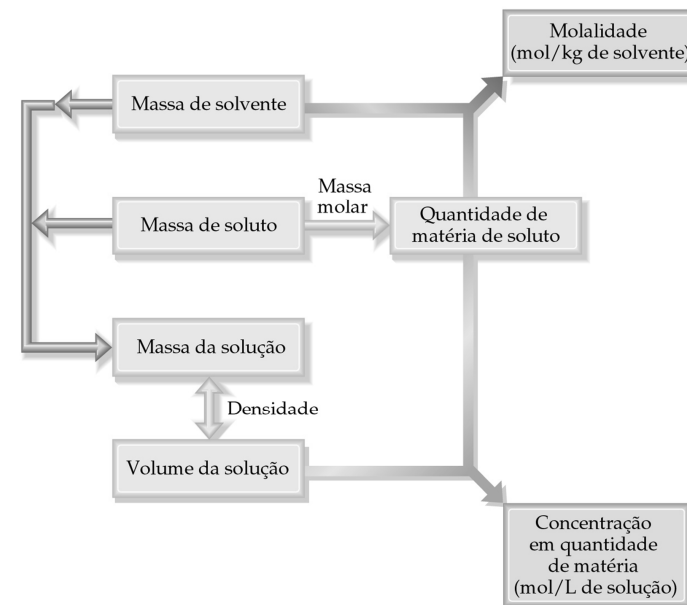 Molalidade
(mol/kg de solvente)
Massa de solvente
Massa
molar
Massa de soluto
Quantidade de
matéria de soluto
Massa da solução
Densidade
Volume da solução
Concentração
em quantidade
de matéria
(mol/L de solução)